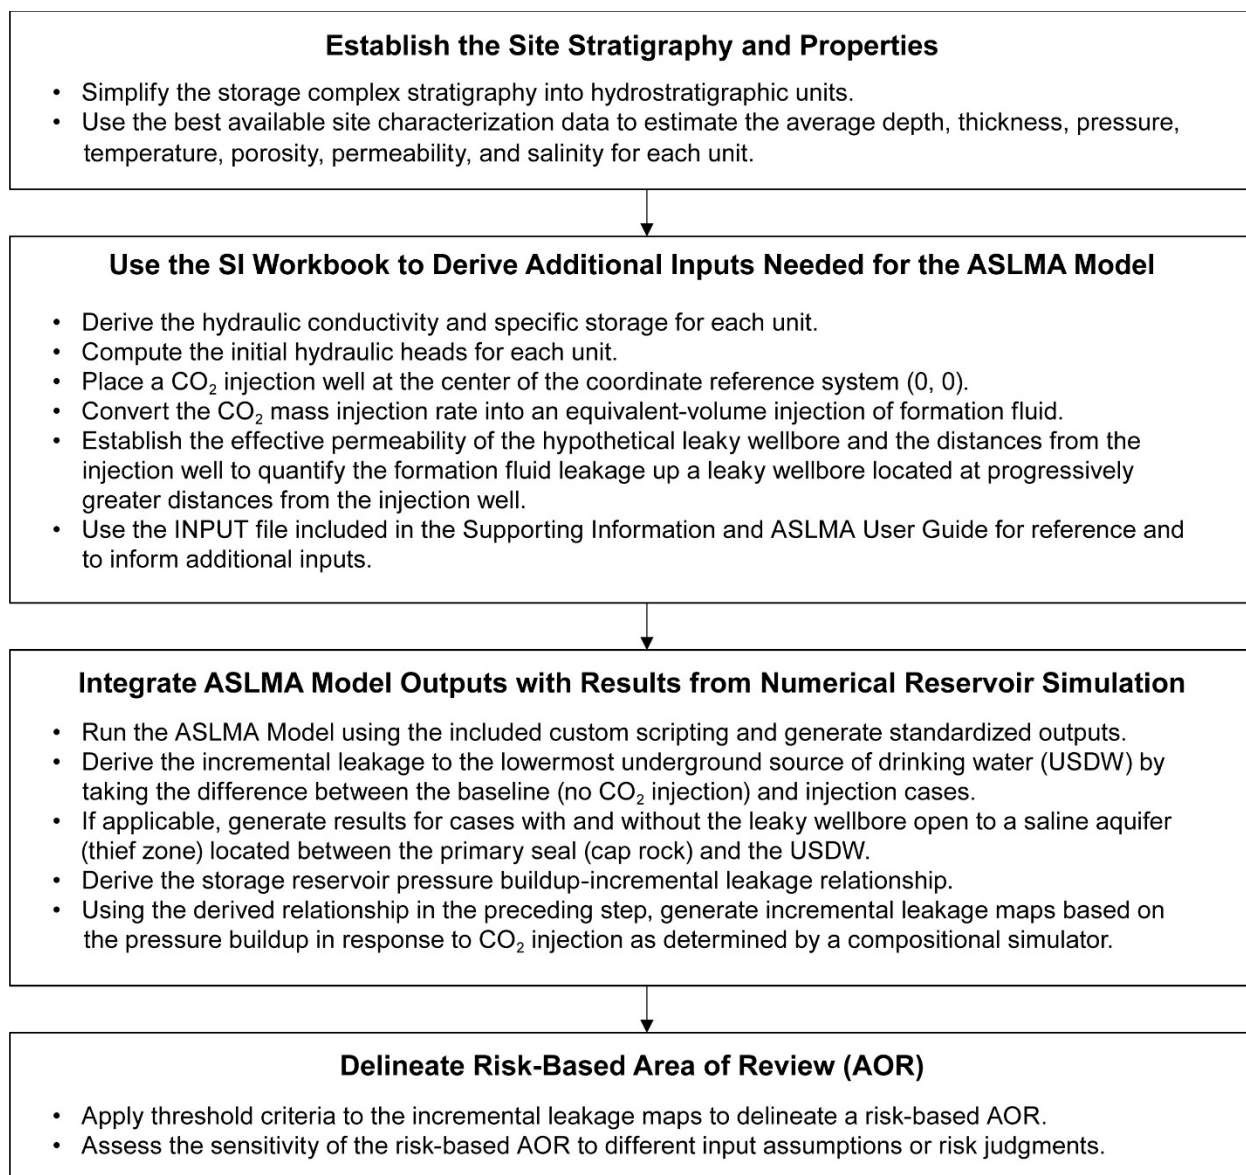 Establish the Site Stratigraphy and Properties
• Simplify the storage complex stratigraphy into hydrostratigraphic units.
• Use the best available site characterization data to estimate the average depth, thickness, pressure,
temperature, porosity, permeability, and salinity for each unit.
Use the SI Workbook to Derive Additional Inputs Needed for the ASLMA Model
• Derive the hydraulic conductivity and specific storage for each unit.
• Compute the initial hydraulic heads for each unit.
• Place a CO₂ injection well at the center of the coordinate reference system (0, 0).
• Convert the CO₂ mass injection rate into an equivalent-volume injection of formation fluid.
• Establish the effective permeability of the hypothetical leaky wellbore and the distances from the
injection well to quantify the formation fluid leakage up a leaky wellbore located at progressively
greater distances from the injection well.
• Use the INPUT file included in the Supporting Information and ASLMA User Guide for reference and
to inform additional inputs.
Integrate ASLMA Model Outputs with Results from Numerical Reservoir Simulation
• Run the ASLMA Model using the included custom scripting and generate standardized outputs.
• Derive the incremental leakage to the lowermost underground source of drinking water (USDW) by
taking the difference between the baseline (no CO₂ injection) and injection cases.
• If applicable, generate results for cases with and without the leaky wellbore open to a saline aquifer
(thief zone) located between the primary seal (cap rock) and the USDW.
• Derive the storage reservoir pressure buildup-incremental leakage relationship.
• Using the derived relationship in the preceding step, generate incremental leakage maps based on
the pressure buildup in response to CO₂ injection as determined by a compositional simulator.
Delineate Risk-Based Area of Review (AOR)
• Apply threshold criteria to the incremental leakage maps to delineate a risk-based AOR.
• Assess the sensitivity of the risk-based AOR to different input assumptions or risk judgments.